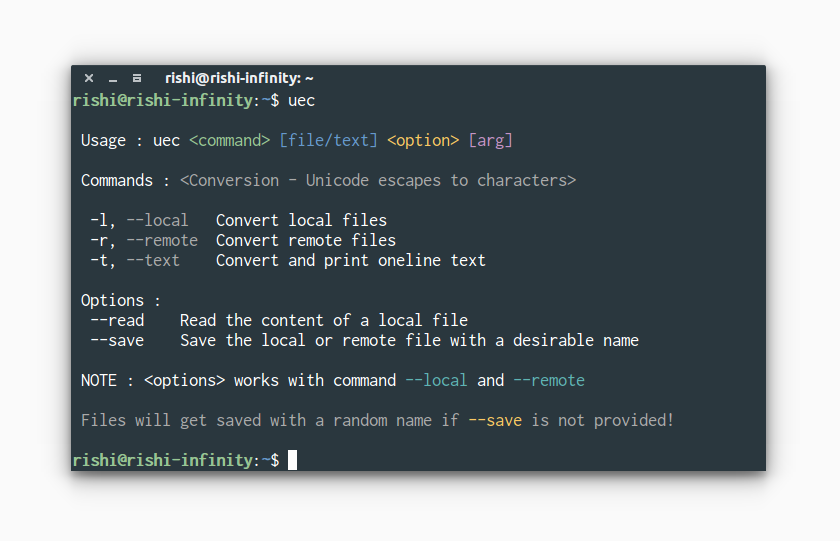 rishi@rishi-infinity: ~
rishi@rishi-infinity:~$ uec
Usage : uec <command> [file/text] <option> [arg]
Commands : <Conversion - Unicode escapes to characters>
-l, --local   Convert local files
-r, --remote  Convert remote files
-t, --text    Convert and print oneline text
Options :
--read    Read the content of a local file
--save    Save the local or remote file with a desirable name
NOTE : <options> works with command --local and --remote
Files will get saved with a random name if --save is not provided!
rishi@rishi-infinity:~$